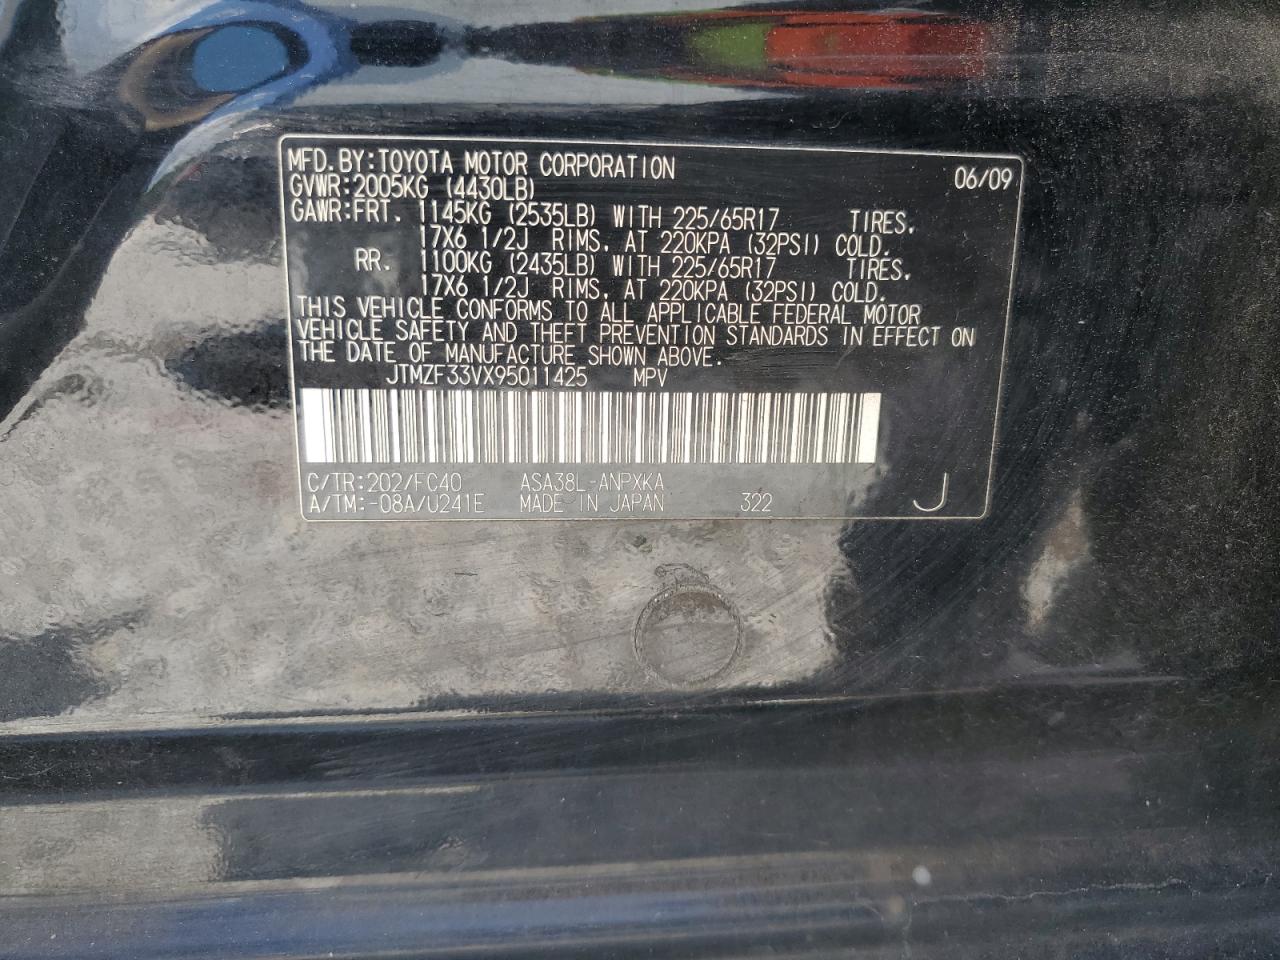 MFD.BY:TOYOTA MOTOR CORPORATION 06/09
GVWR:2005KG (4430LB)
GAWR:FRT. 1145KG (2535LB) WITH 225/65R17 TIRES.
17X6 1/2J RIMS, AT 220KPA (32PSI) COLD.
RR. 1100KG (2435LB) WITH 225/65R17 TIRES.
17X6 1/2J RIMS, AT 220KPA (32PSI) COLD.
THIS VEHICLE CONFORMS TO ALL APPLICABLE FEDERAL MOTOR
VEHICLE SAFETY AND THEFT PREVENTION STANDARDS IN EFFECT ON
THE DATE OF MANUFACTURE SHOWN ABOVE.
JTMZF33VX95011425 MPV
C/TR:202/FC40 ASA38L-ANPXKA
A/TM:-08A/U241E MADE IN JAPAN 322 J